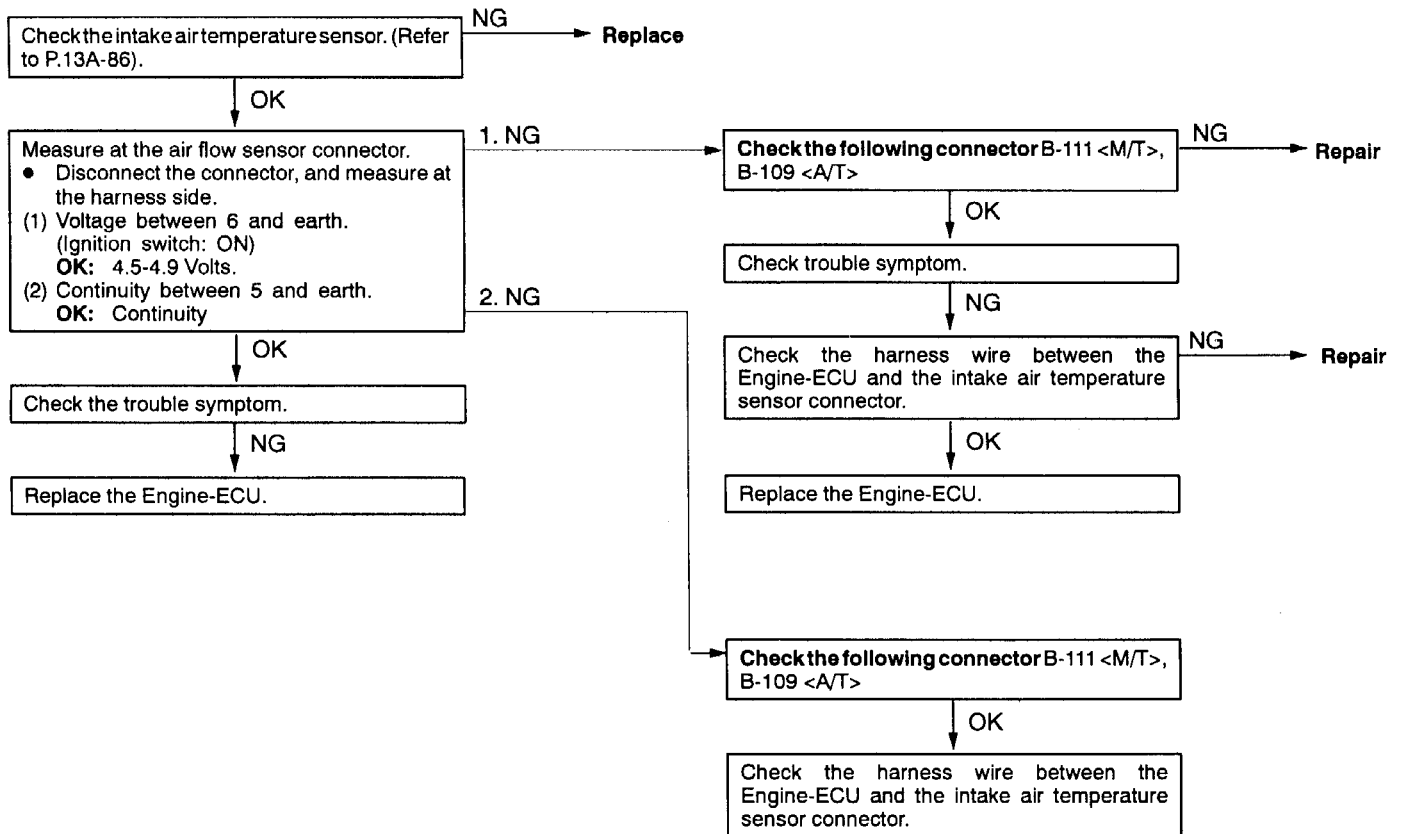 Check the intake air temperature sensor. (Refer
to P.13A-86).
NG
Replace
OK
Measure at the air flow sensor connector.
● Disconnect the connector, and measure at
the harness side.
(1) Voltage between 6 and earth.
(Ignition switch: ON)
OK: 4.5-4.9 Volts.
(2) Continuity between 5 and earth.
OK: Continuity
1. NG
2. NG
OK
Check the trouble symptom.
NG
Replace the Engine-ECU.
Check the following connector B-111 <M/T>,
B-109 <A/T>
NG
Repair
OK
Check trouble symptom.
NG
Check the harness wire between the
Engine-ECU and the intake air temperature
sensor connector.
NG
Repair
OK
Replace the Engine-ECU.
Check the following connector B-111 <M/T>,
B-109 <A/T>
OK
Check the harness wire between the
Engine-ECU and the intake air temperature
sensor connector.